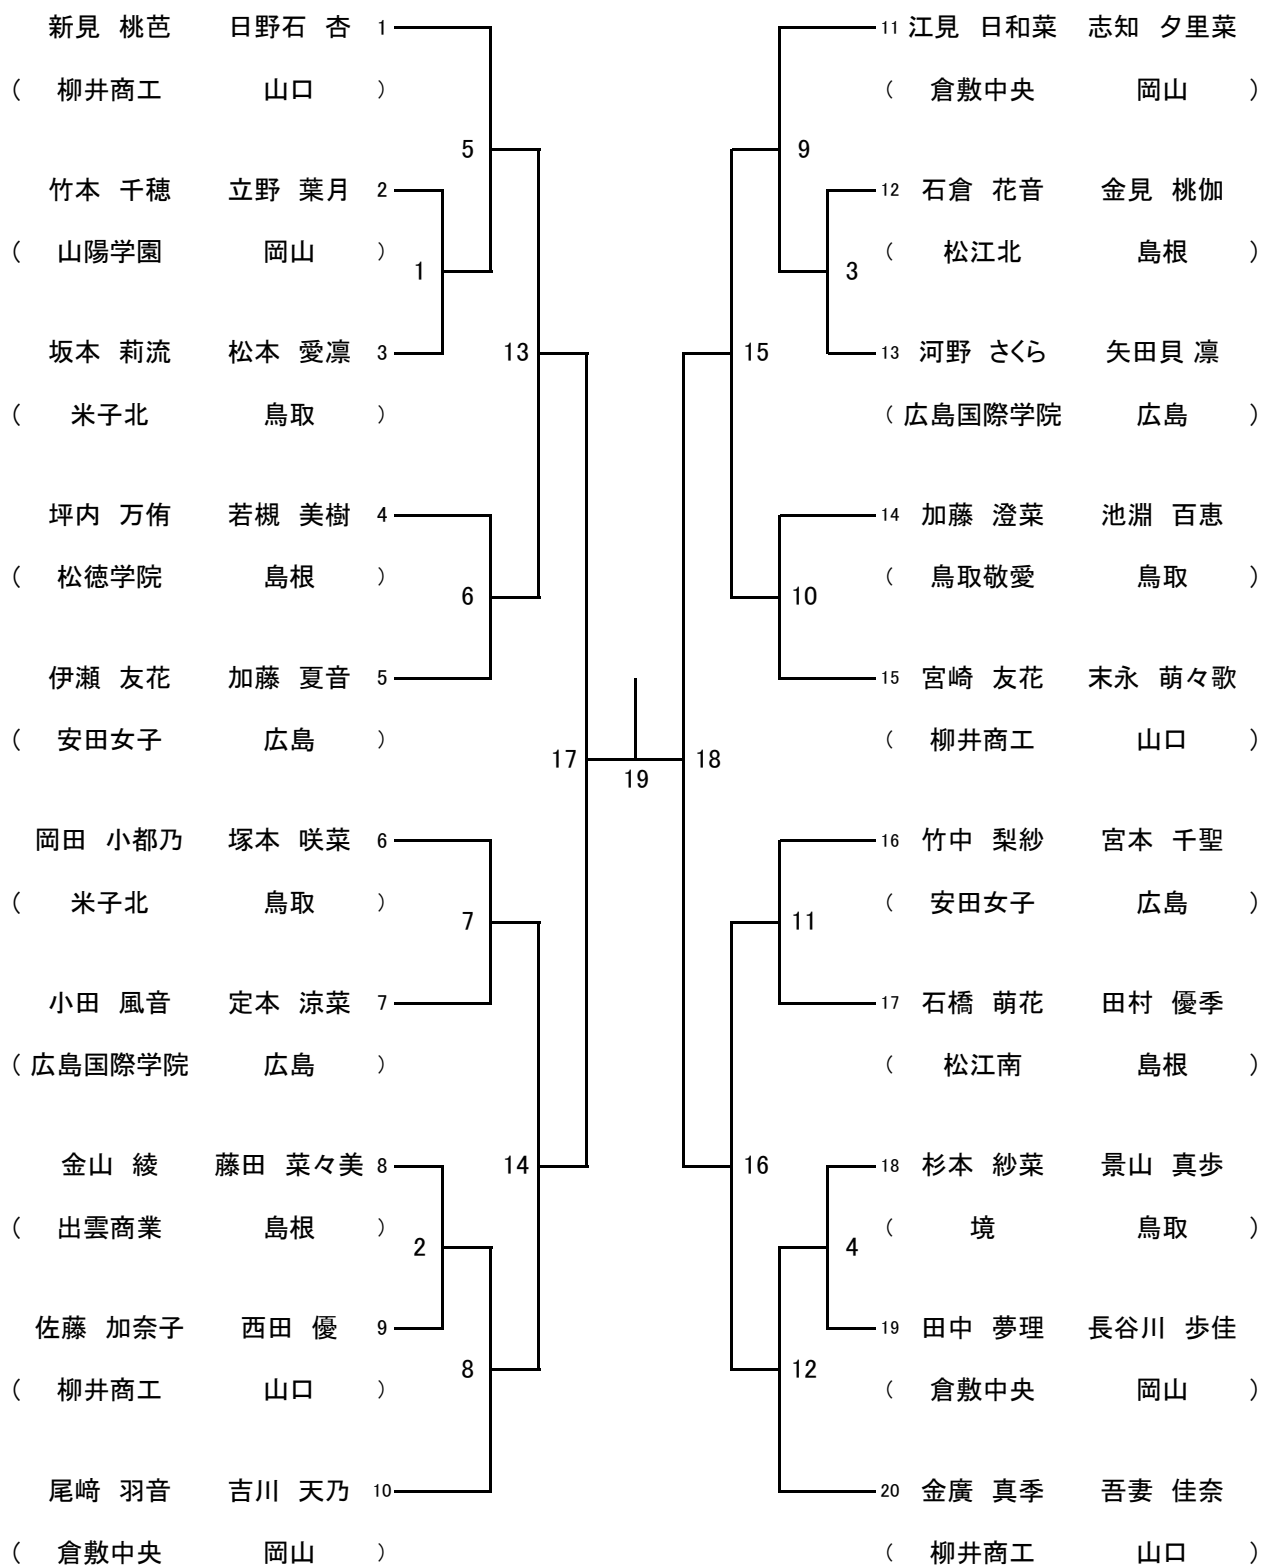 新見 桃芭 日野石 杏 1
( 柳井商工 山口 )
5
竹本 千穂 立野 葉月 2
( 山陽学園 岡山 )
1
坂本 莉流 松本 愛凛 3
13
( 米子北 鳥取 )
坪内 万侑 若槻 美樹 4
( 松徳学院 島根 )
6
伊瀬 友花 加藤 夏音 5
( 安田女子 広島 )
17
岡田 小都乃 塚本 咲菜 6
( 米子北 鳥取 )
7
小田 風音 定本 涼菜 7
( 広島国際学院 広島 )
金山 綾 藤田 菜々美 8
14
( 出雲商業 島根 )
2
佐藤 加奈子 西田 優 9
8
( 柳井商工 山口 )
尾﨑 羽音 吉川 天乃 10
( 倉敷中央 岡山 )
19
11 江見 日和菜 志知 夕里菜
( 倉敷中央 岡山 )
9
12 石倉 花音 金見 桃伽
( 松江北 島根 )
3
15
13 河野 さくら 矢田貝 凛
( 広島国際学院 広島 )
14 加藤 澄菜 池淵 百恵
( 鳥取敬愛 鳥取 )
10
15 宮崎 友花 末永 萌々歌
( 柳井商工 山口 )
18
16 竹中 梨紗 宮本 千聖
( 安田女子 広島 )
11
17 石橋 萌花 田村 優季
( 松江南 島根 )
16
18 杉本 紗菜 景山 真歩
( 境 鳥取 )
4
19 田中 夢理 長谷川 歩佳
12
( 倉敷中央 岡山 )
20 金廣 真季 吾妻 佳奈
( 柳井商工 山口 )